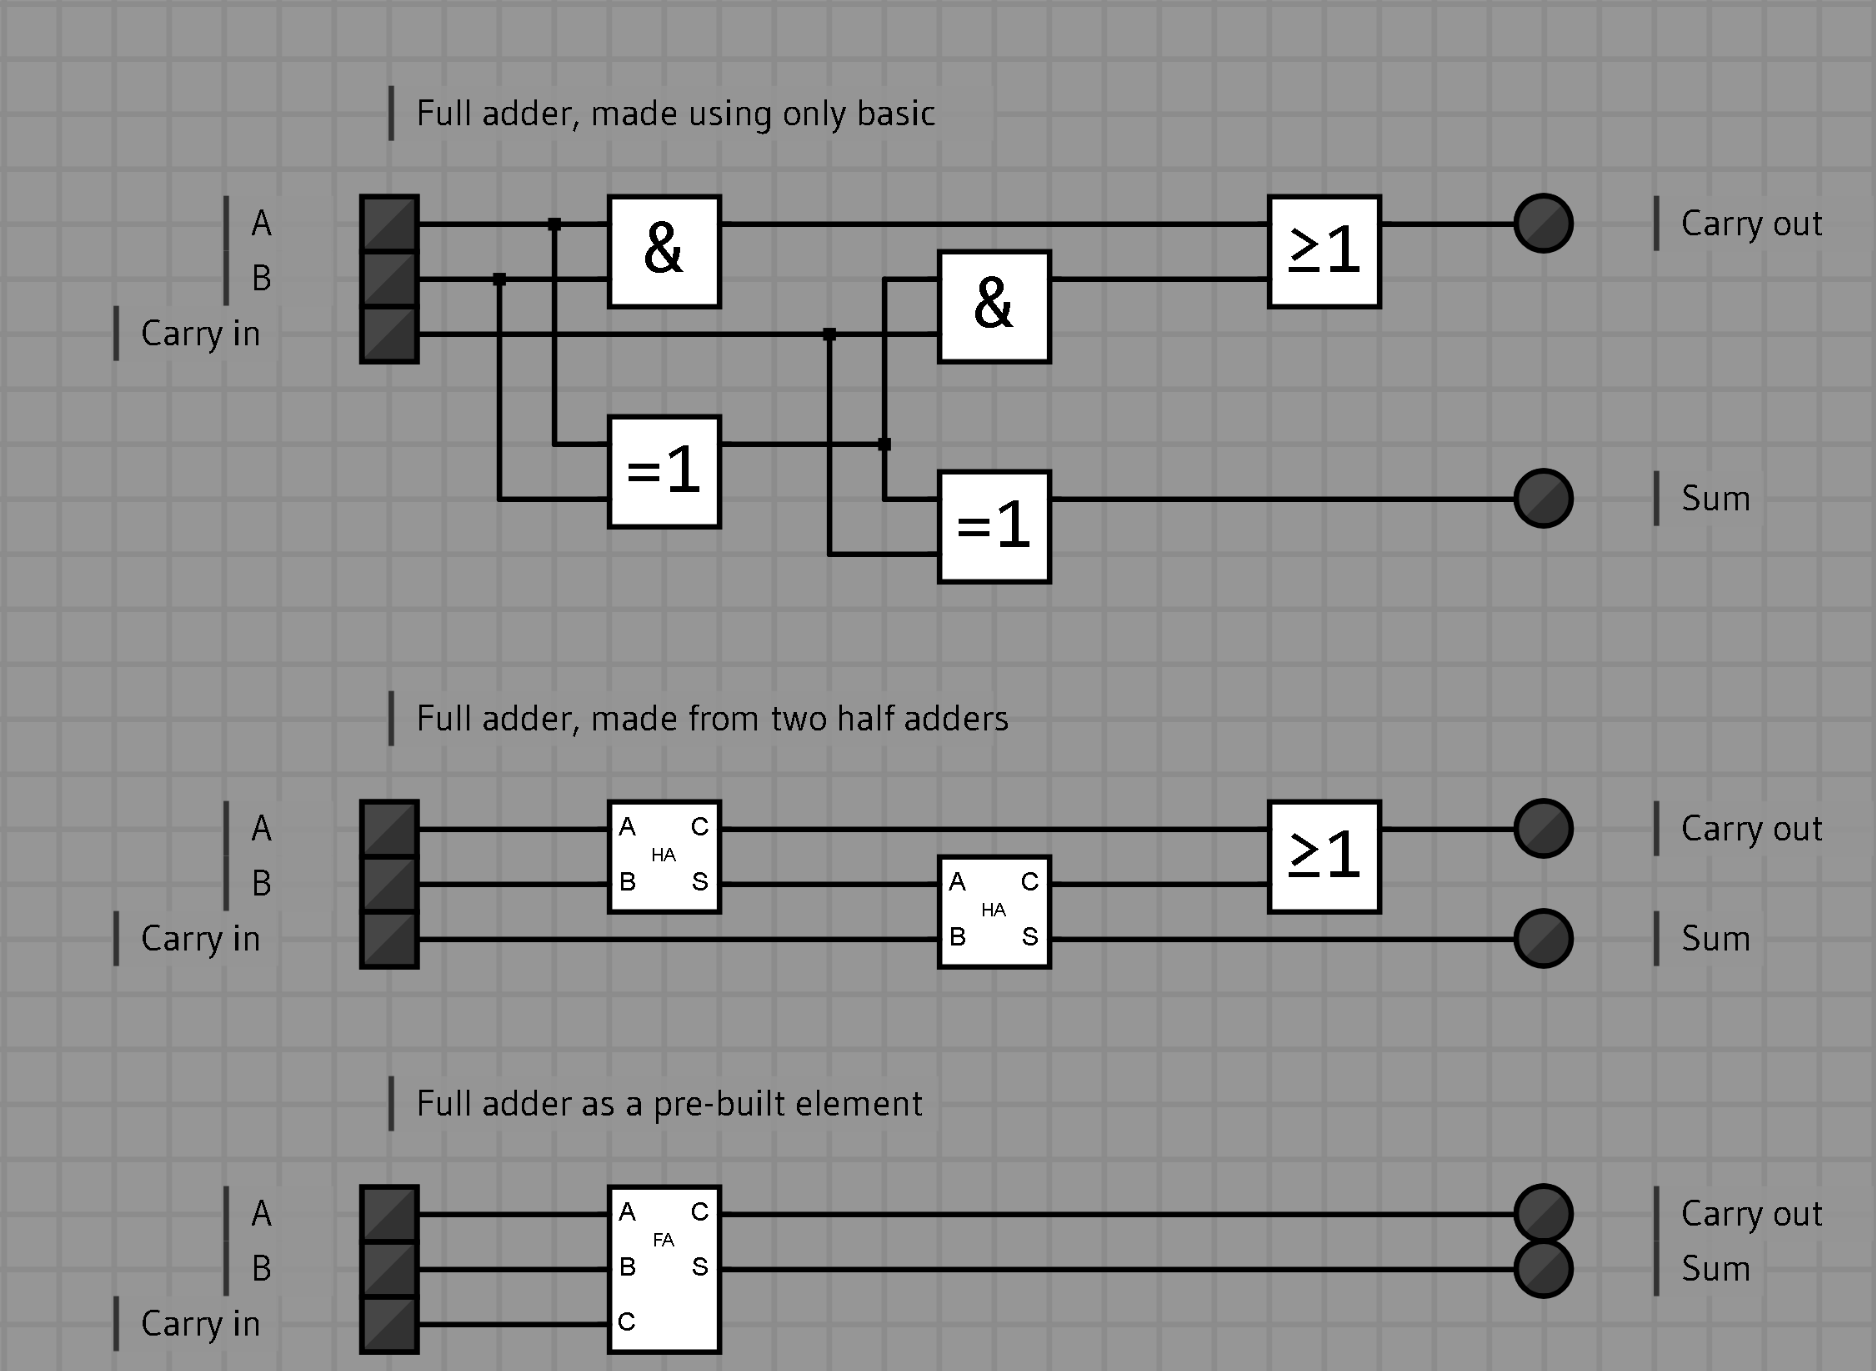 Full adder, made using only basic
A
&
≥1
Carry out
B
&
Carry in
=1
=1
Sum
Full adder, made from two half adders
A
A C
HA
B S
≥1
Carry out
B
A C
HA
B S
Carry in
Sum
Full adder as a pre-built element
A
A C
FA
Carry out
B
B S
Sum
Carry in
C